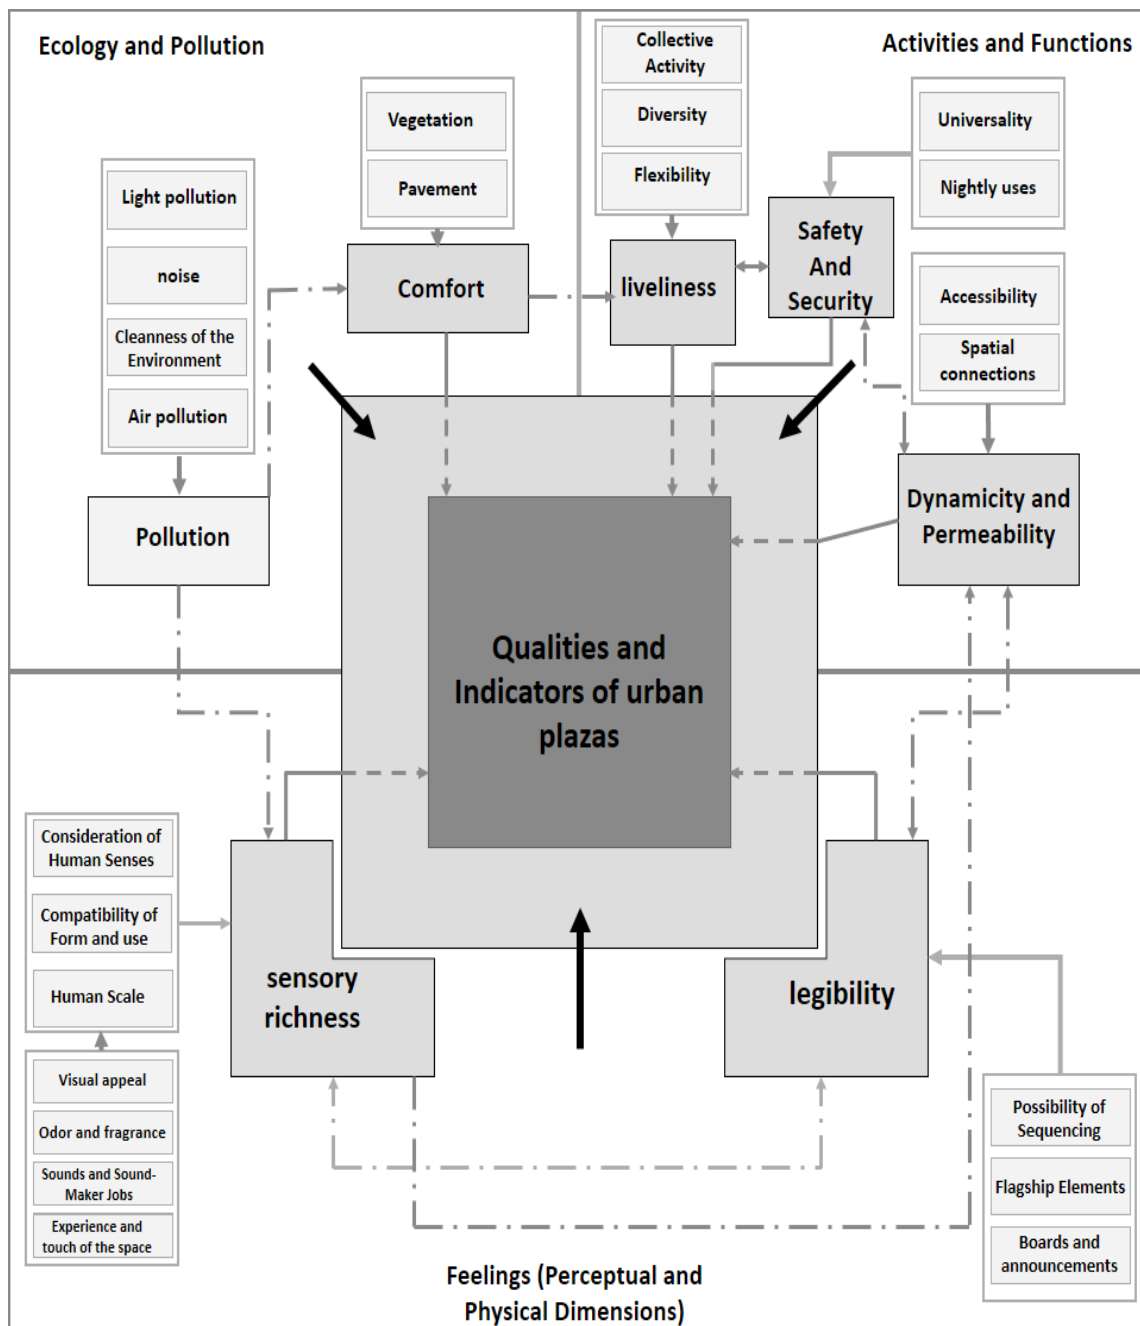 Ecology and Pollution
Activities and Functions
Collective
Activity
Diversity
Flexibility
Vegetation
Pavement
Universality
Nightly uses
Light pollution
noise
Cleanness of the
Environment
Air pollution
Comfort
liveliness
Safety
And
Security
Accessibility
Spatial
connections
Pollution
Dynamicity and
Permeability
Qualities and
Indicators of urban
plazas
Consideration of
Human Senses
Compatibility of
Form and use
Human Scale
sensory
richness
legibility
Visual appeal
Odor and fragrance
Sounds and Sound-
Maker Jobs
Experience and
touch of the space
Possibility of
Sequencing
Flagship Elements
Boards and
announcements
Feelings (Perceptual and
Physical Dimensions)